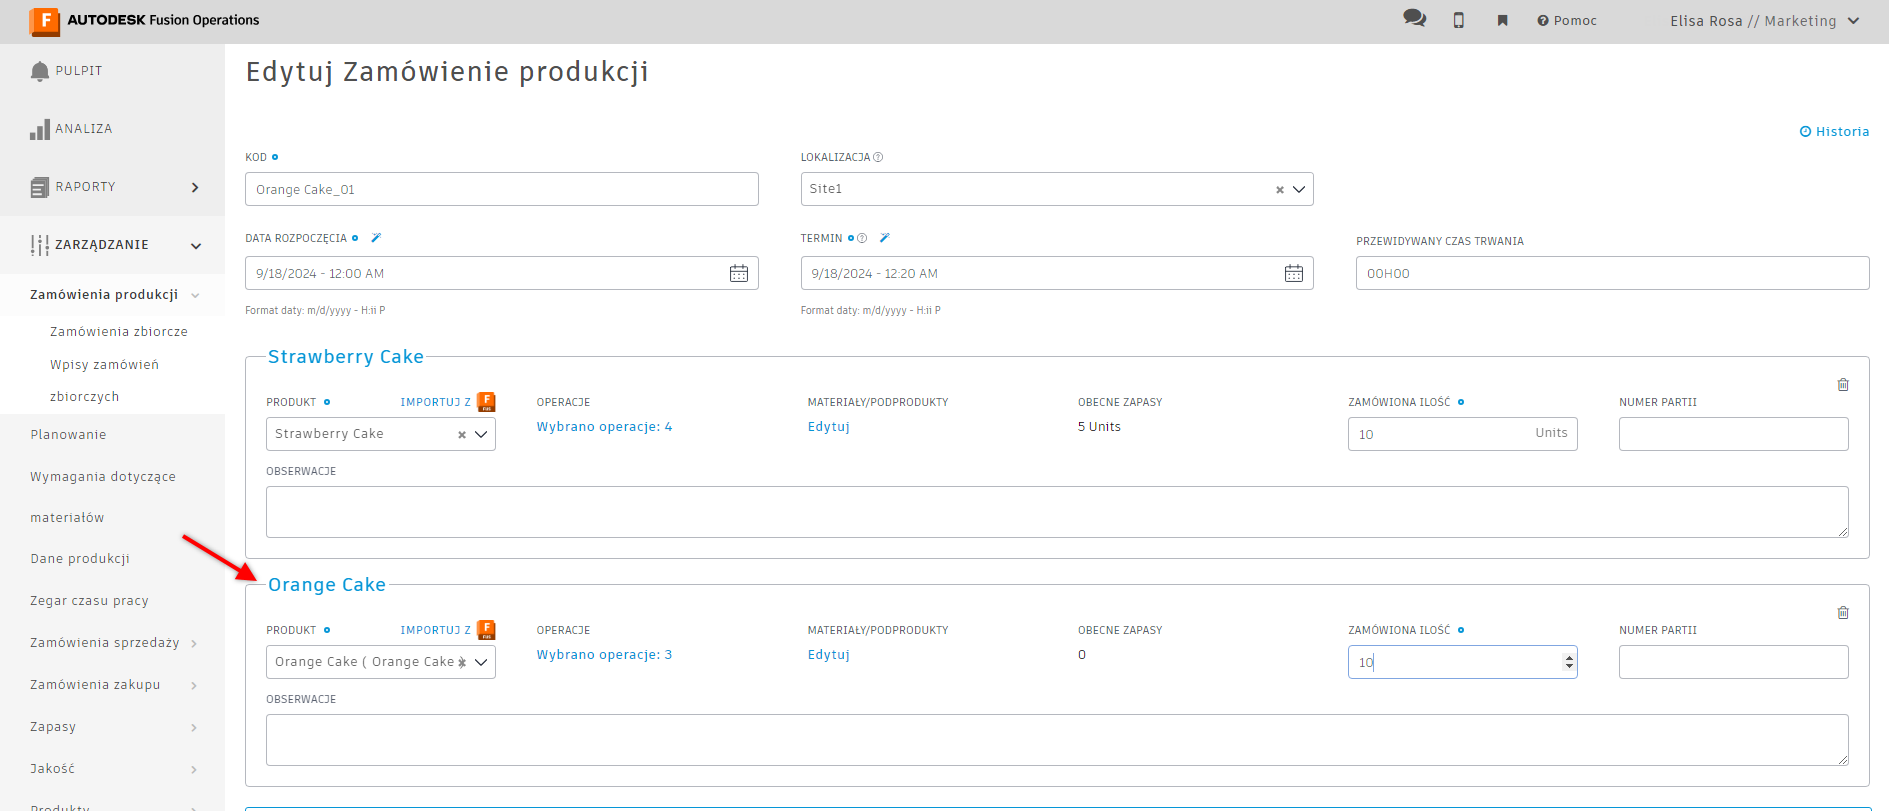 AUTODESK Fusion Operations
Pomoc
Elisa Rosa // Marketing
PULPIT
ANALIZA
RAPORTY
ZARZĄDZANIE
Zamówienia produkcji
Zamówienia zbiorcze
Wpisy zamówień
zbiorczych
Planowanie
Wymagania dotyczące
materiałów
Dane produkcji
Zegar czasu pracy
Zamówienia sprzedaży
Zamówienia zakupu
Zapasy
Jakość
Produkty
Edytuj Zamówienie produkcji
Historia
KOD
Orange Cake_01
LOKALIZACJA
Site1
DATA ROZPOCZĘCIA
9/18/2024 - 12:00 AM
Format daty: m/d/yyyy - H:ii P
TERMIN
9/18/2024 - 12:20 AM
Format daty: m/d/yyyy - H:ii P
PRZEWIDYWANY CZAS TRWANIA
00H00
Strawberry Cake
PRODUKT IMPORTUJ Z OPERACJE MATERIAŁY/PODPRODUKTY OBECNE ZAPASY ZAMÓWIONA ILOŚĆ NUMER PARTII
Strawberry Cake Wybrano operacje: 4 Edytuj 5 Units 10 Units
OBSERWACJE
Orange Cake
PRODUKT IMPORTUJ Z OPERACJE MATERIAŁY/PODPRODUKTY OBECNE ZAPASY ZAMÓWIONA ILOŚĆ NUMER PARTII
Orange Cake ( Orange Cake Wybrano operacje: 3 Edytuj 0 10
OBSERWACJE